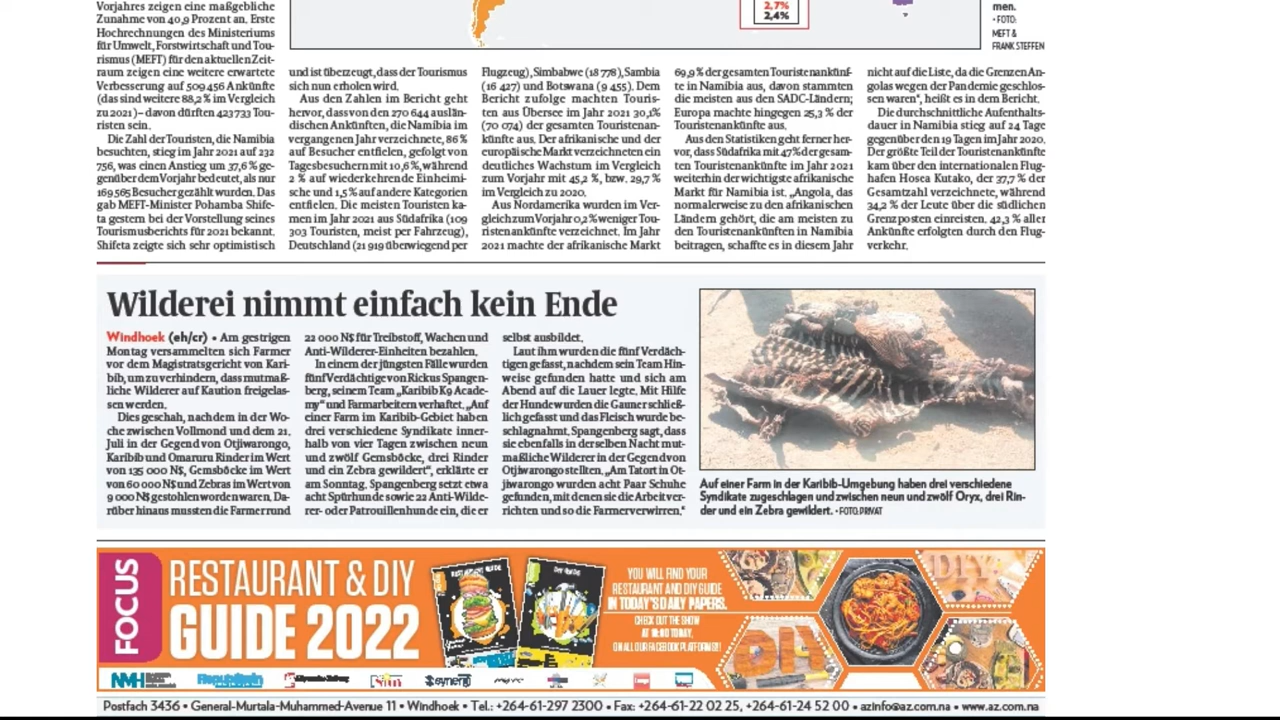 Vorjahres zeigen eine maßgebliche
Zunahme von 40,9 Prozent an. Erste
Hochrechnungen des Ministeriums
für Umwelt, Forstwirtschaft und Tou-
rismus (MEFT) für den aktuellen Zeit-
raum zeigen eine weitere erwartete
Verbesserung auf 509 456 Ankünfte
(das sind weitere 88,2 % im Vergleich
zu 2021) – davon dürften 423 733 Tou-
risten sein.
Die Zahl der Touristen, die Namibia
besuchten, stieg im Jahr 2021 auf 232
756, was einen Anstieg um 37,6 % ge-
genüber dem Vorjahr bedeutet, als nur
169 565 Besucher gezählt wurden. Das
gab MEFT-Minister Pohamba Shife-
ta gestern bei der Vorstellung seines
Tourismusberichts für 2021 bekannt.
Shifeta zeigte sich sehr optimistisch
2,7%
2,4%
men.
• FOTO:
MEFT &
FRANK STEFFEN
und ist überzeugt, dass der Tourismus
sich nun erholen wird.
Aus den Zahlen im Bericht geht
hervor, dass von den 270 644 auslän-
dischen Ankünften, die Namibia im
vergangenen Jahr verzeichnete, 86 %
auf Besucher entfielen, gefolgt von
Tagesbesuchern mit 10,6 %, während
2 % auf wiederkehrende Einheimi-
sche und 1,5 % auf andere Kategorien
entfielen. Die meisten Touristen ka-
men im Jahr 2021 aus Südafrika (109
303 Touristen, meist per Fahrzeug),
Deutschland (21 919 überwiegend per
Flugzeug), Simbabwe (18 778), Sambia
(16 427) und Botswana (9 455). Dem
Bericht zufolge machten Touris-
ten aus Übersee im Jahr 2021 30,1%
(70 074) der gesamten Touristenan-
künfte aus. Der afrikanische und der
europäische Markt verzeichneten ein
deutliches Wachstum im Vergleich
zum Vorjahr mit 45,2 %, bzw. 29,7 %
im Vergleich zu 2020.
Aus Nordamerika wurden im Ver-
gleich zum Vorjahr 0,2 % weniger Tou-
ristenankünfte verzeichnet. Im Jahr
2021 machte der afrikanische Markt
69,9 % der gesamten Touristenankünf-
te in Namibia aus, davon stammten
die meisten aus den SADC-Ländern;
Europa machte hingegen 25,3 % der
Touristenankünfte aus.
Aus den Statistiken geht ferner her-
vor, dass Südafrika mit 47 % der gesam-
ten Touristenankünfte im Jahr 2021
weiterhin der wichtigste afrikanische
Markt für Namibia ist. „Angola, das
normalerweise zu den afrikanischen
Ländern gehört, die am meisten zu
den Touristenankünften in Namibia
beitragen, schaffte es in diesem Jahr
nicht auf die Liste, da die Grenzen An-
golas wegen der Pandemie geschlos-
sen waren“, heißt es in dem Bericht.
Die durchschnittliche Aufenthalts-
dauer in Namibia stieg auf 24 Tage
gegenüber den 19 Tagen im Jahr 2020.
Der größte Teil der Touristenankünfte
kam über den internationalen Flug-
hafen Hosea Kutako, der 37,7 % der
Gesamtzahl verzeichnete, während
34,2 % der Leute über die südlichen
Grenzposten einreisten. 42,3 % aller
Ankünfte erfolgten durch den Flug-
verkehr.
Wilderei nimmt einfach kein Ende
Windhoek (eh/cr) • Am gestrigen
Montag versammelten sich Farmer
vor dem Magistratsgericht von Kari-
bib, um zu verhindern, dass mutmaß-
liche Wilderer auf Kaution freigelas-
sen werden.
Dies geschah, nachdem in der Wo-
che zwischen Vollmond und dem 21.
Juli in der Gegend von Otjiwarongo,
Karibib und Omaruru Rinder im Wert
von 135 000 N$, Gemsböcke im Wert
von 60 000 N$ und Zebras im Wert von
9 000 N$ gestohlen worden waren. Da-
rüber hinaus mussten die Farmer rund
22 000 N$ für Treibstoff, Wachen und
Anti-Wilderer-Einheiten bezahlen.
In einem der jüngsten Fälle wurden
fünf Verdächtige von Rickus Spangen-
berg, seinem Team „Karibib K9 Acade-
my“ und Farmarbeitern verhaftet. „Auf
einer Farm im Karibib-Gebiet haben
drei verschiedene Syndikate inner-
halb von vier Tagen zwischen neun
und zwölf Gemsböcke, drei Rinder
und ein Zebra gewildert“, erklärte er
am Sonntag. Spangenberg setzt etwa
acht Spürhunde sowie 22 Anti-Wilde-
rer- oder Patrouillenhunde ein, die er
selbst ausbildet.
Laut ihm wurden die fünf Verdäch-
tigen gefasst, nachdem sein Team Hin-
weise gefunden hatte und sich am
Abend auf die Lauer legte. Mit Hilfe
der Hunde wurden die Gauner schließ-
lich gefasst und das Fleisch wurde be-
schlagnahmt. Spangenberg sagt, dass
sie ebenfalls in derselben Nacht mut-
maßliche Wilderer in der Gegend von
Otjiwarongo stellten. „Am Tatort in Ot-
jiwarongo wurden acht Paar Schuhe
gefunden, mit denen sie die Arbeit ver-
richten und so die Farmer verwirren.“
Auf einer Farm in der Karibib-Umgebung haben drei verschiedene
Syndikate zugeschlagen und zwischen neun und zwölf Oryx, drei Rin-
der und ein Zebra gewildert. • FOTO: PRIVAT
FOCUS
RESTAURANT & DIY
GUIDE 2022
RESTAURANT GUIDE
DIY GUIDE
YOU WILL FIND YOUR
RESTAURANT AND DIY GUIDE
IN TODAY'S DAILY PAPERS.
CHECK OUT THE SHOW
AT 18:00 TODAY,
ON ALL OUR FACEBOOK PLATFORMS!!
DIY
DIY
NMH
Republikein
Allgemeine Zeitung
Sun
synergi
Postfach 3436 • General-Murtala-Muhammed-Avenue 11 • Windhoek • Tel.: +264-61-297 2300 • Fax: +264-61-22 02 25, +264-61-24 52 00 • azinfo@az.com.na • www.az.com.na